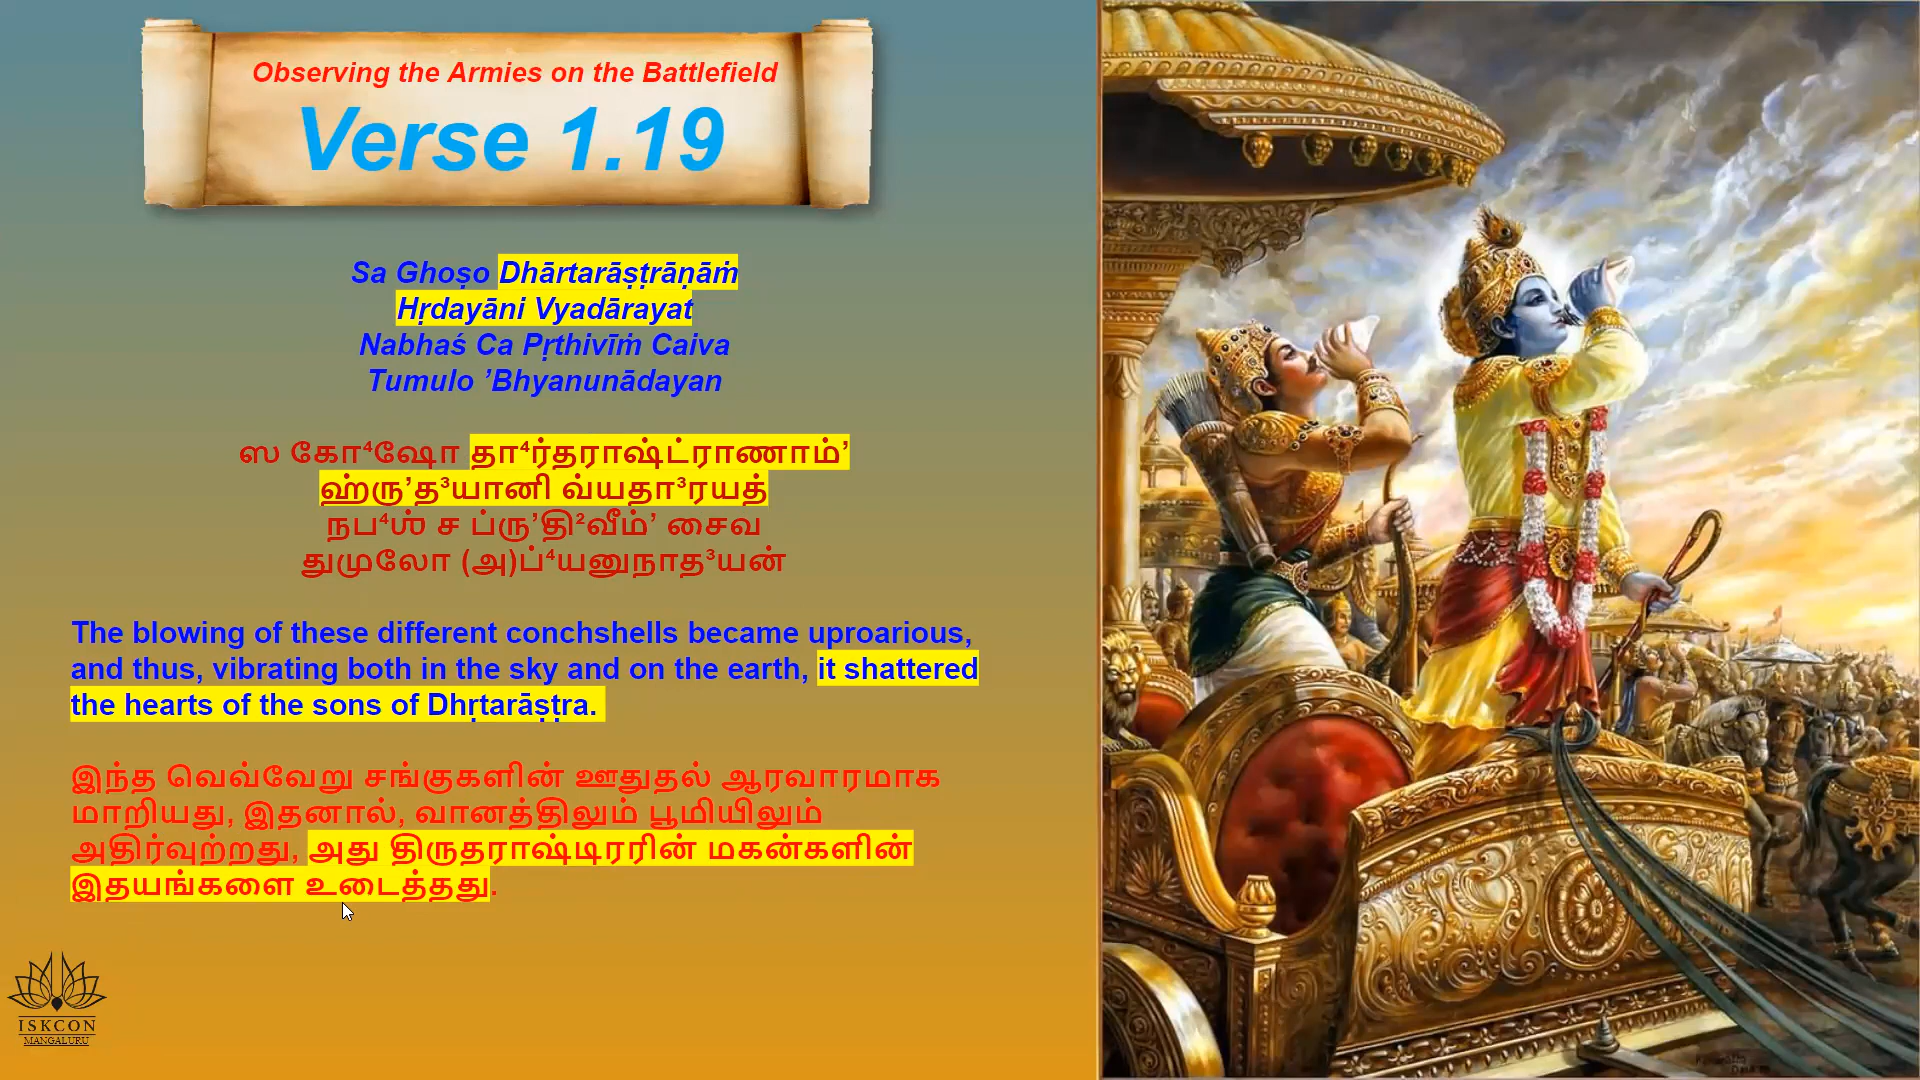 Observing the Armies on the Battlefield
Verse 1.19
Sa Ghoṣo Dhārtarāṣṭrāṇāṁ
Hṛdayāni Vyadārayat
Nabhaś Ca Pṛthivīṁ Caiva
Tumulo ’Bhyanunādayan
ஸ கோ⁴ஷோ தா⁴ர்தராஷ்ட்ராணாம்’
ஹ்ரு’த³யானி வ்யதா³ரயத்
நப⁴ஶ் ச ப்ரு’தி²வீம்’ சைவ
துமுலோ (அ)ப்⁴யனுநாத³யன்
The blowing of these different conchshells became uproarious,
and thus, vibrating both in the sky and on the earth, it shattered
the hearts of the sons of Dhṛtarāṣṭra.
இந்த வெவ்வேறு சங்குகளின் ஊதுதல் ஆரவாரமாக
மாறியது, இதனால், வானத்திலும் பூமியிலும்
அதிர்வுற்றது, அது திருதராஷ்டிரரின் மகன்களின்
இதயங்களை உடைத்தது.
ISKCON
MANGALURU